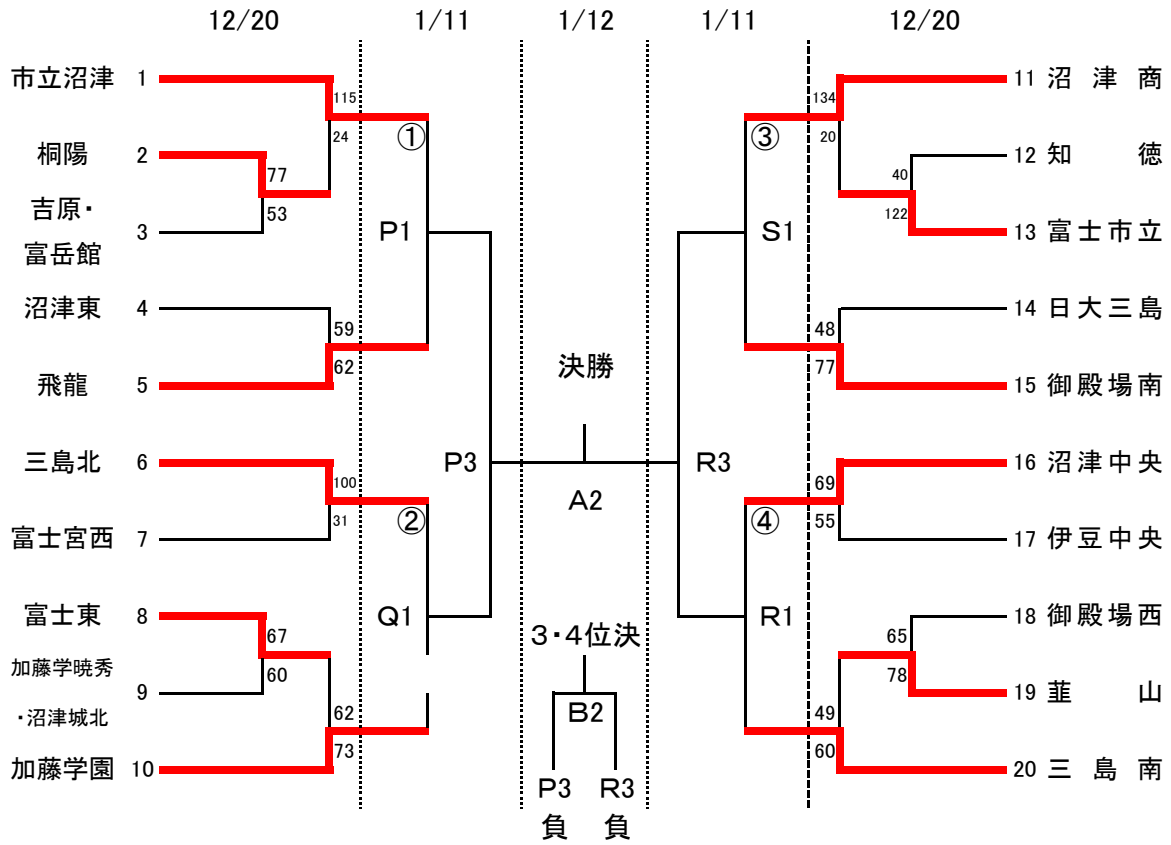 12/20 1/11 1/12 1/11 12/20
市立沼津 1
115
24
①
桐陽 2
77
53
吉原・
富岳館
3
P1
沼津東 4
59
62
飛龍 5
三島北 6
100
31
②
富士宮西 7
P3
富士東 8
67
60
加藤学暁秀
・沼津城北
9
Q1
62
73
加藤学園 10
決勝
A2
3・4位決
B2
P3 R3
負 負
11 沼津商
134
20
③
12 知徳
40
122
13 富士市立
S1
14 日大三島
48
77
15 御殿場南
R3
16 沼津中央
69
55
④
17 伊豆中央
R1
18 御殿場西
65
78
19 韮山
49
60
20 三島南